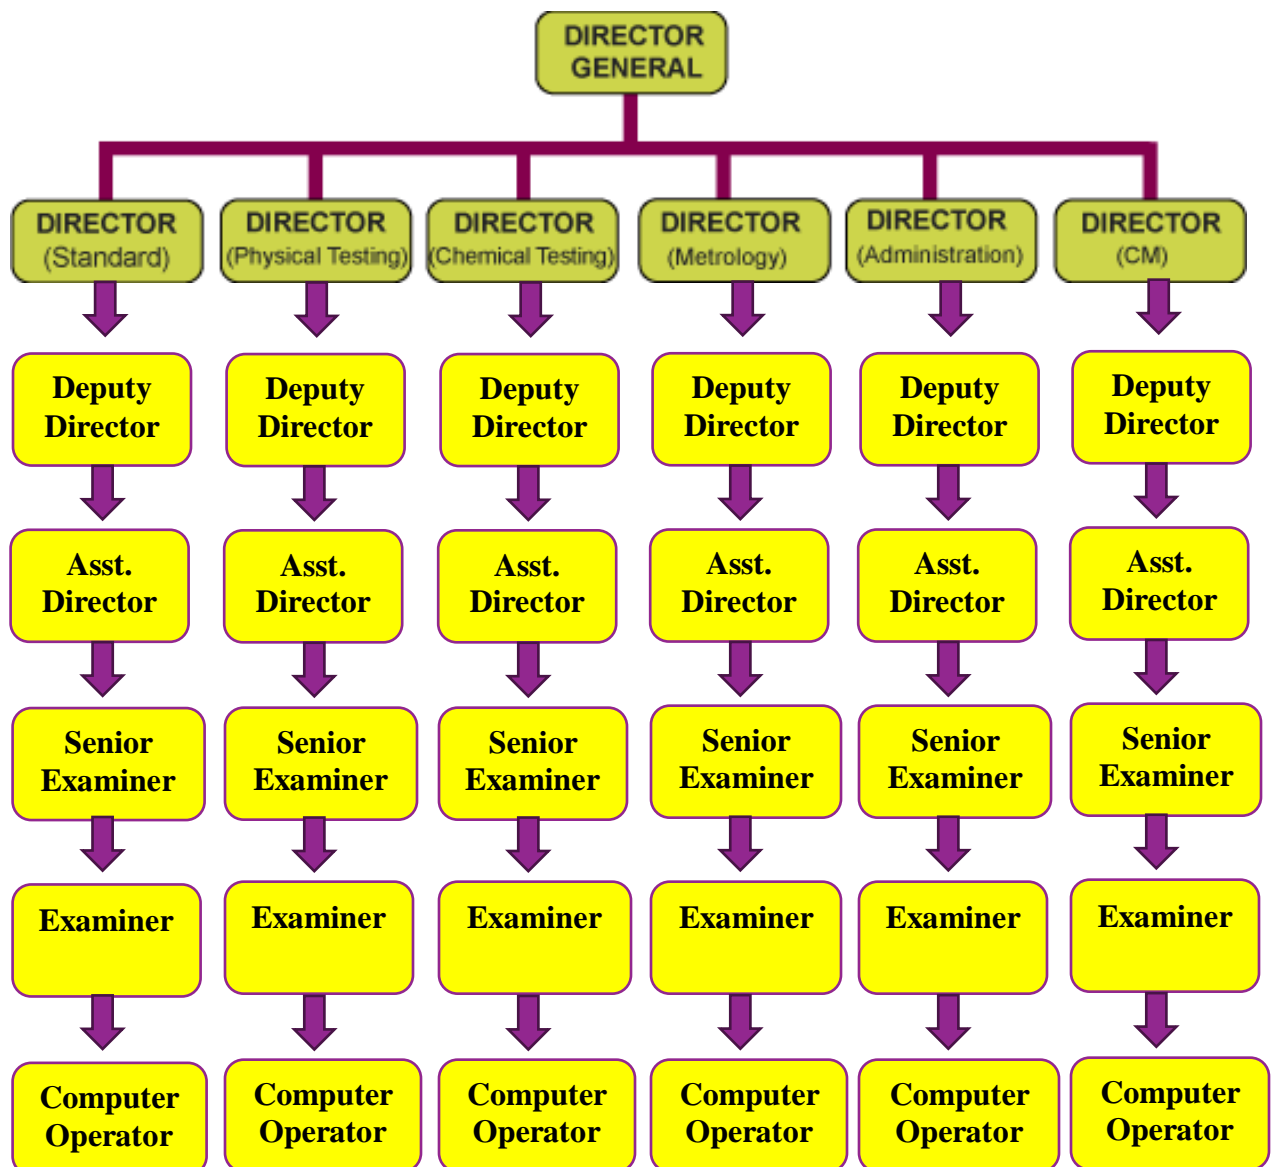 DIRECTOR
GENERAL
DIRECTOR
(Standard)
DIRECTOR
(Physical Testing)
DIRECTOR
(Chemical Testing)
DIRECTOR
(Metrology)
DIRECTOR
(Administration)
DIRECTOR
(CM)
Deputy
Director
Deputy
Director
Deputy
Director
Deputy
Director
Deputy
Director
Deputy
Director
Asst.
Director
Asst.
Director
Asst.
Director
Asst.
Director
Asst.
Director
Asst.
Director
Senior
Examiner
Senior
Examiner
Senior
Examiner
Senior
Examiner
Senior
Examiner
Senior
Examiner
Examiner
Examiner
Examiner
Examiner
Examiner
Examiner
Computer
Operator
Computer
Operator
Computer
Operator
Computer
Operator
Computer
Operator
Computer
Operator